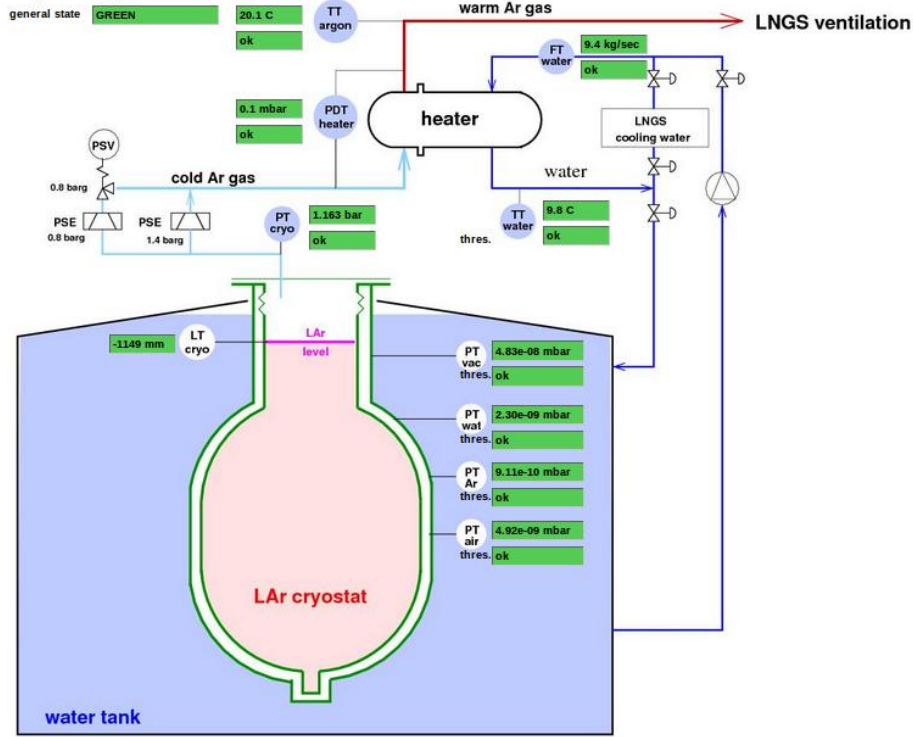 general state GREEN
20.1 C
ok
TT
argon
warm Ar gas
LNGS ventilation
FT
water
9.4 kg/sec
ok
0.1 mbar
ok
PDT
heater
heater
LNGS
cooling water
PSV
0.8 barg
cold Ar gas
water
PSE
0.8 barg
PSE
1.4 barg
PT
cryo
1.163 bar
ok
TT
water
9.8 C
thres.
ok
-1149 mm
LT
cryo
LAr
level
PT
vac
4.83e-08 mbar
thres.
ok
PT
wat
2.30e-09 mbar
thres.
ok
PT
Ar
9.11e-10 mbar
thres.
ok
PT
air
4.92e-09 mbar
thres.
ok
LAr cryostat
water tank